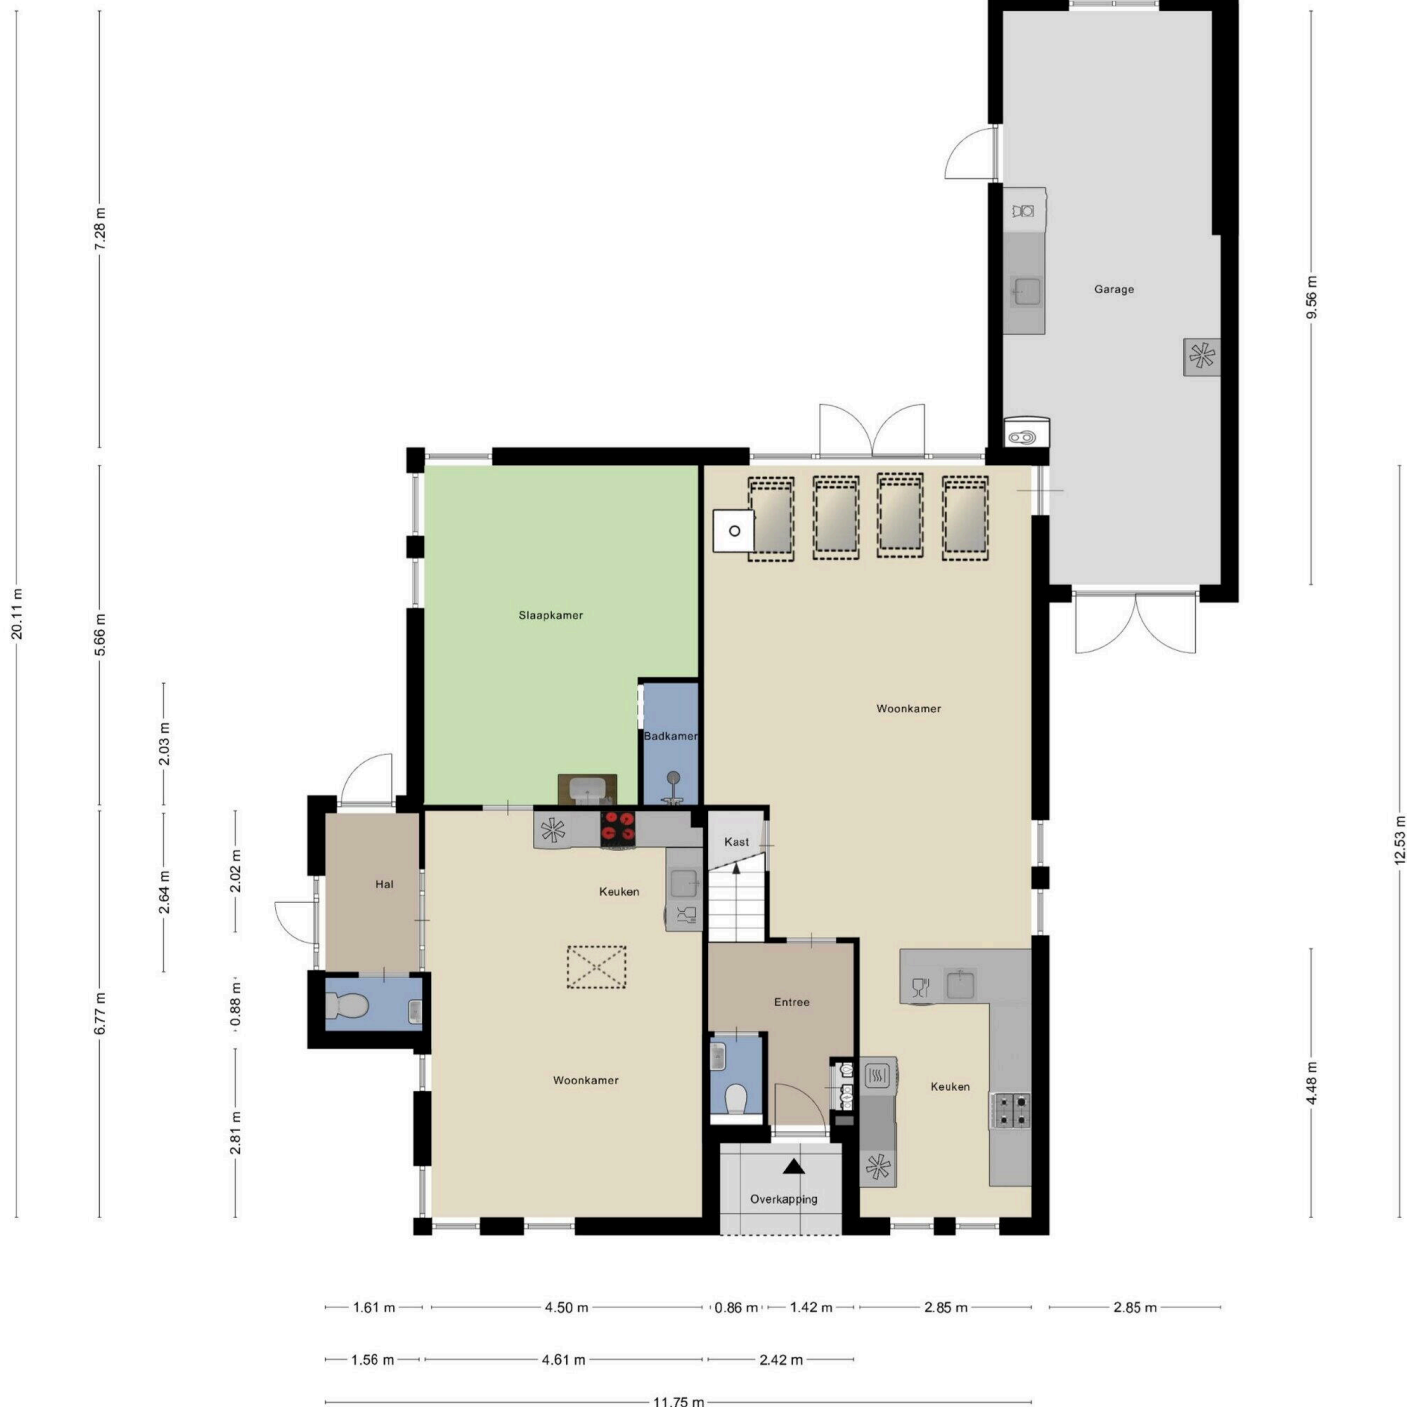 Garage
7.28 m
9.56 m
20.11 m
Slaapkamer
5.66 m
Woonkamer
2.03 m
Badkamer
12.53 m
Kast
2.02 m
Hal
2.64 m
Keuken
Entree
0.88 m
6.77 m
Woonkamer
Keuken
4.48 m
2.81 m
Overkapping
1.61 m
4.50 m
0.86 m
1.42 m
2.85 m
2.85 m
1.56 m
4.61 m
2.42 m
11.75 m